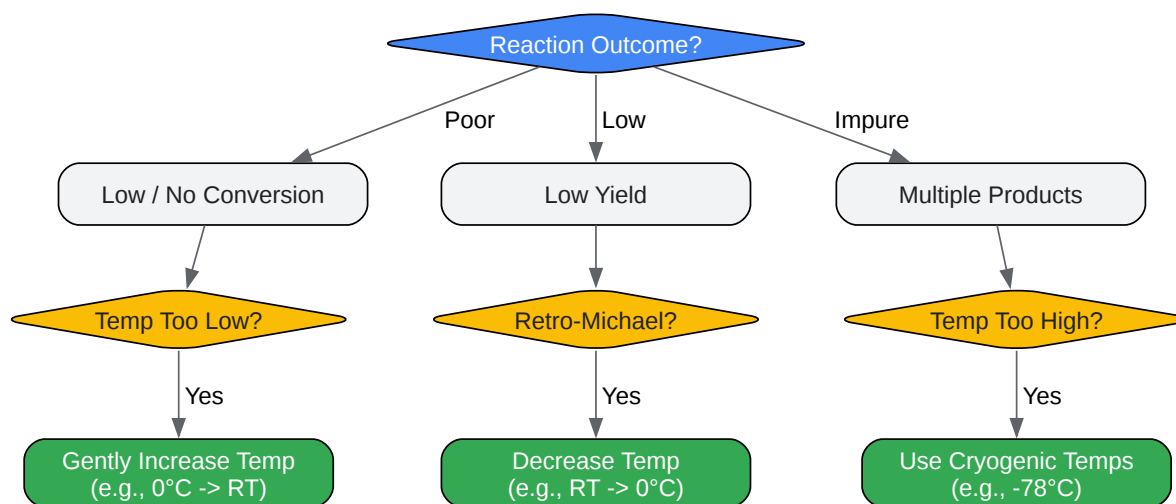 Reaction Outcome?
Poor
Low
Impure
Low / No Conversion
Low Yield
Multiple Products
Temp Too Low?
Retro-Michael?
Temp Too High?
Yes
Yes
Yes
Gently Increase Temp
(e.g., 0°C -> RT)
Decrease Temp
(e.g., RT -> 0°C)
Use Cryogenic Temps
(e.g., -78°C)